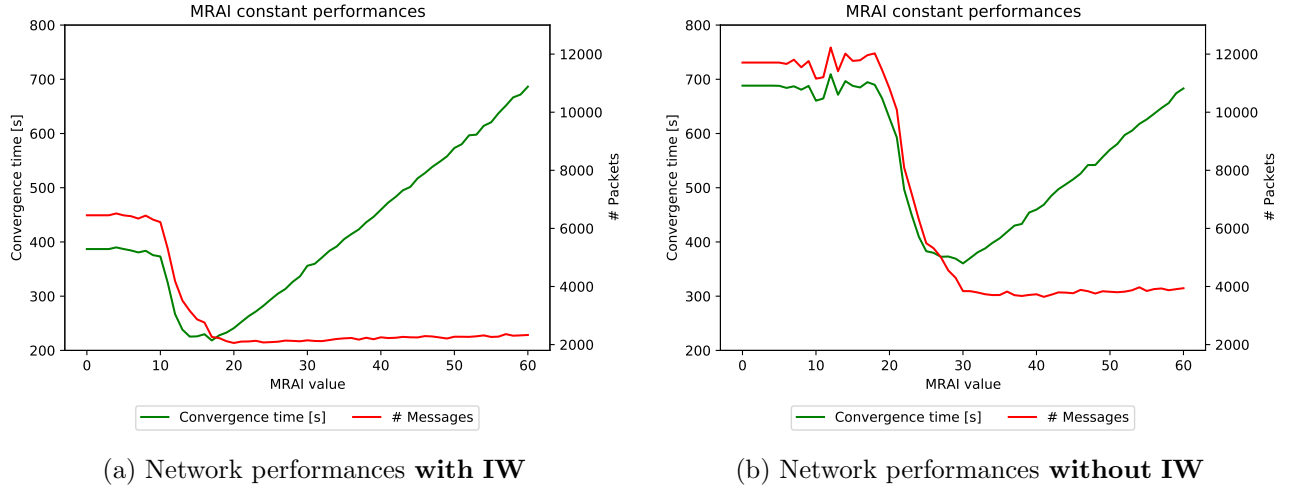 MRAI constant performances
800
700
600
500
400
300
200
Convergence time [s]
12000
10000
8000
6000
4000
2000
# Packets
0 10 20 30 40 50 60
MRAI value
Convergence time [s] # Messages
(a) Network performances with IW
MRAI constant performances
800
700
600
500
400
300
200
Convergence time [s]
12000
10000
8000
6000
4000
2000
# Packets
0 10 20 30 40 50 60
MRAI value
Convergence time [s] # Messages
(b) Network performances without IW